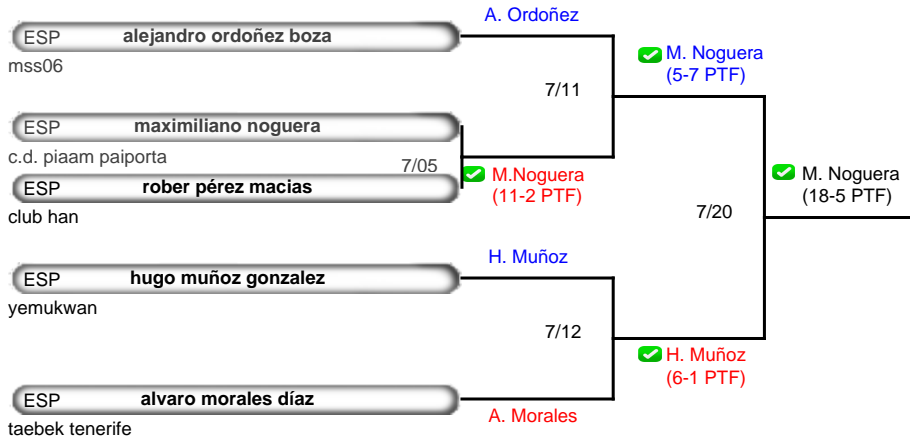 A. Ordoñez
ESP alejandro ordoñez boza
mss06
M. Noguera
(5-7 PTF)
7/11
ESP maximiliano noguera
c.d. piaam paiporta
7/05
M.Noguera
(11-2 PTF)
M. Noguera
(18-5 PTF)
ESP rober pérez macias
club han
7/20
H. Muñoz
ESP hugo muñoz gonzalez
yemukwan
7/12
H. Muñoz
(6-1 PTF)
ESP alvaro morales díaz
A. Morales
taebek tenerife